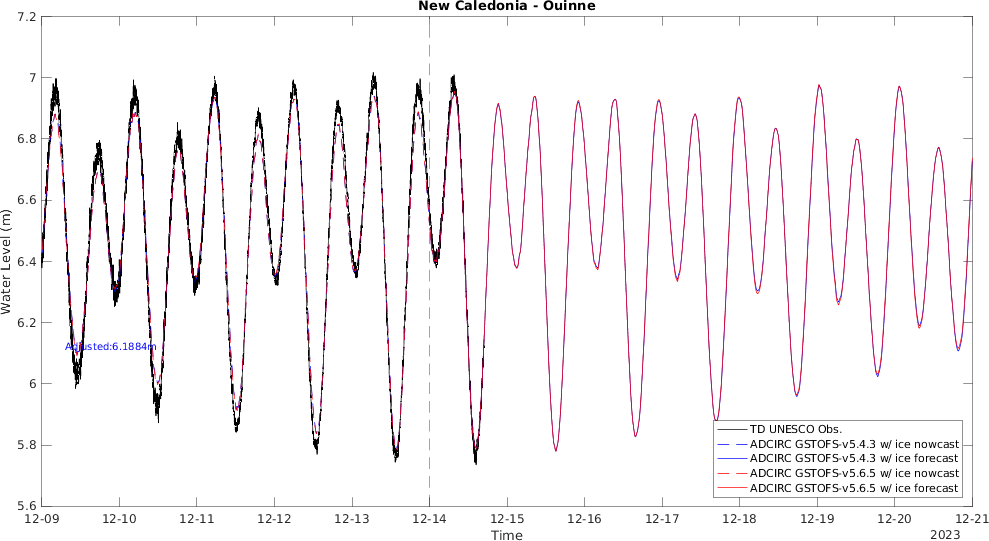 New Caledonia - Ouinne
7.2
7
6.8
6.6
6.4
6.2
6
5.8
5.6
Water Level (m)
Adjusted:6.1884m
TD UNESCO Obs.
ADCIRC GSTOFS-v5.4.3 w/ ice nowcast
ADCIRC GSTOFS-v5.4.3 w/ ice forecast
ADCIRC GSTOFS-v5.6.5 w/ ice nowcast
ADCIRC GSTOFS-v5.6.5 w/ ice forecast
12-09 12-10 12-11 12-12 12-13 12-14 12-15 12-16 12-17 12-18 12-19 12-20 12-21
Time
2023